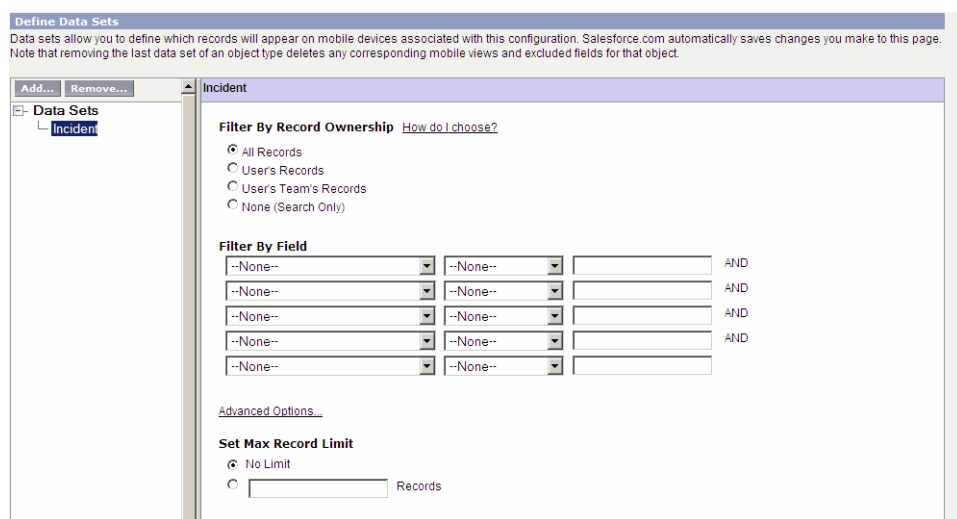 Define Data Sets
Data sets allow you to define which records will appear on mobile devices associated with this configuration. Salesforce.com automatically saves changes you make to this page.
Note that removing the last data set of an object type deletes any corresponding mobile views and excluded fields for that object.
Add... Remove...
Incident
Data Sets
Incident
Filter By Record Ownership How do I choose?
All Records
User's Records
User's Team's Records
None (Search Only)
Filter By Field
--None-- --None-- AND
--None-- --None-- AND
--None-- --None-- AND
--None-- --None-- AND
--None-- --None--
Advanced Options...
Set Max Record Limit
No Limit
Records